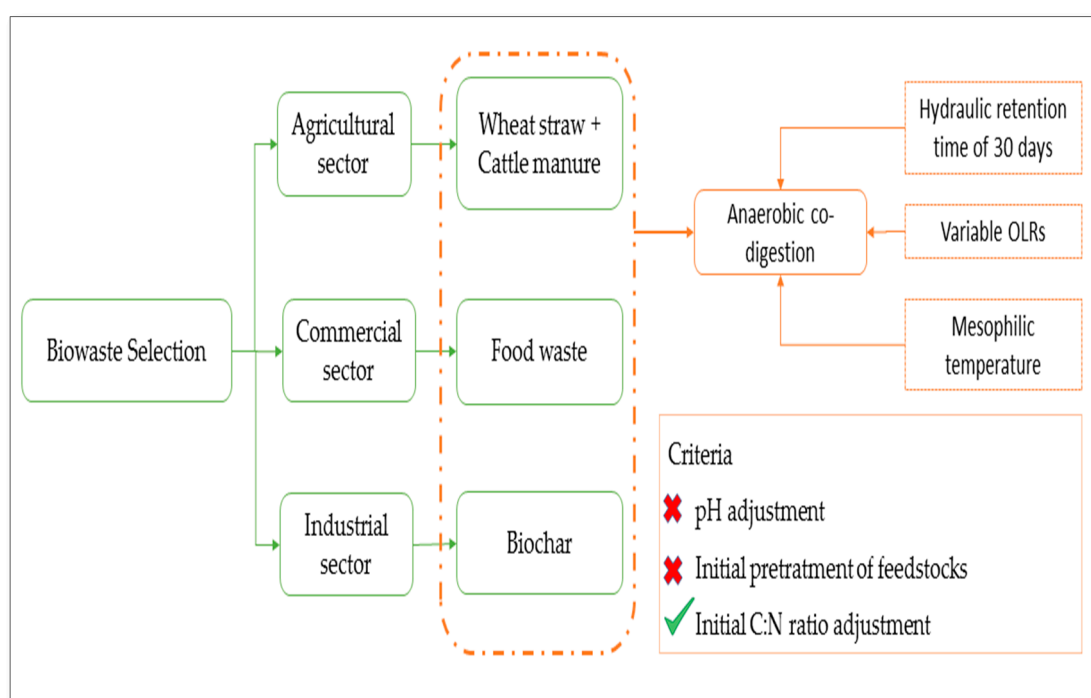 Biowaste Selection
Agricultural
sector
Commercial
sector
Industrial
sector
Wheat straw +
Cattle manure
Food waste
Biochar
Anaerobic co-
digestion
Hydraulic retention
time of 30 days
Variable OLRs
Mesophilic
temperature
Criteria
pH adjustment
Initial pretratment of feedstocks
Initial C:N ratio adjustment